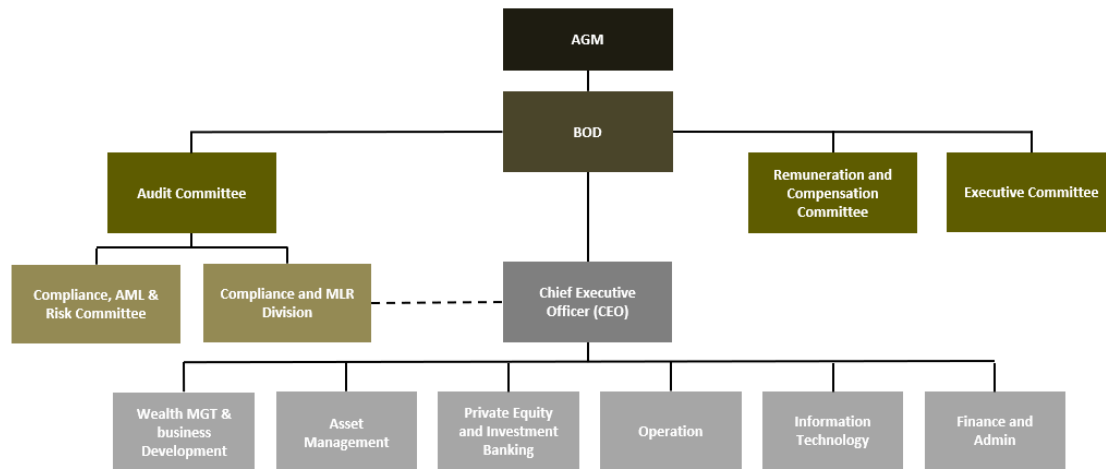 AGM
BOD
Audit Committee
Remuneration and
Compensation
Committee
Executive Committee
Compliance, AML &
Risk Committee
Compliance and MLR
Division
Chief Executive
Officer (CEO)
Wealth MGT &
business
Development
Asset
Management
Private Equity
and Investment
Banking
Operation
Information
Technology
Finance and
Admin